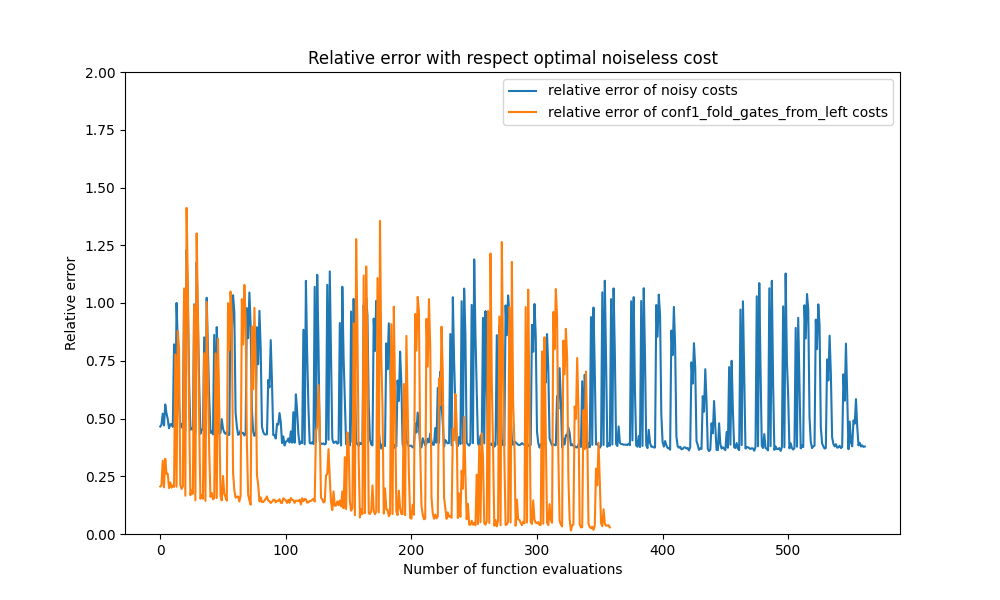 Relative error with respect optimal noiseless cost
relative error of noisy costs
relative error of conf1_fold_gates_from_left costs
Relative error
2.00
1.75
1.50
1.25
1.00
0.75
0.50
0.25
0.00
0 100 200 300 400 500
Number of function evaluations